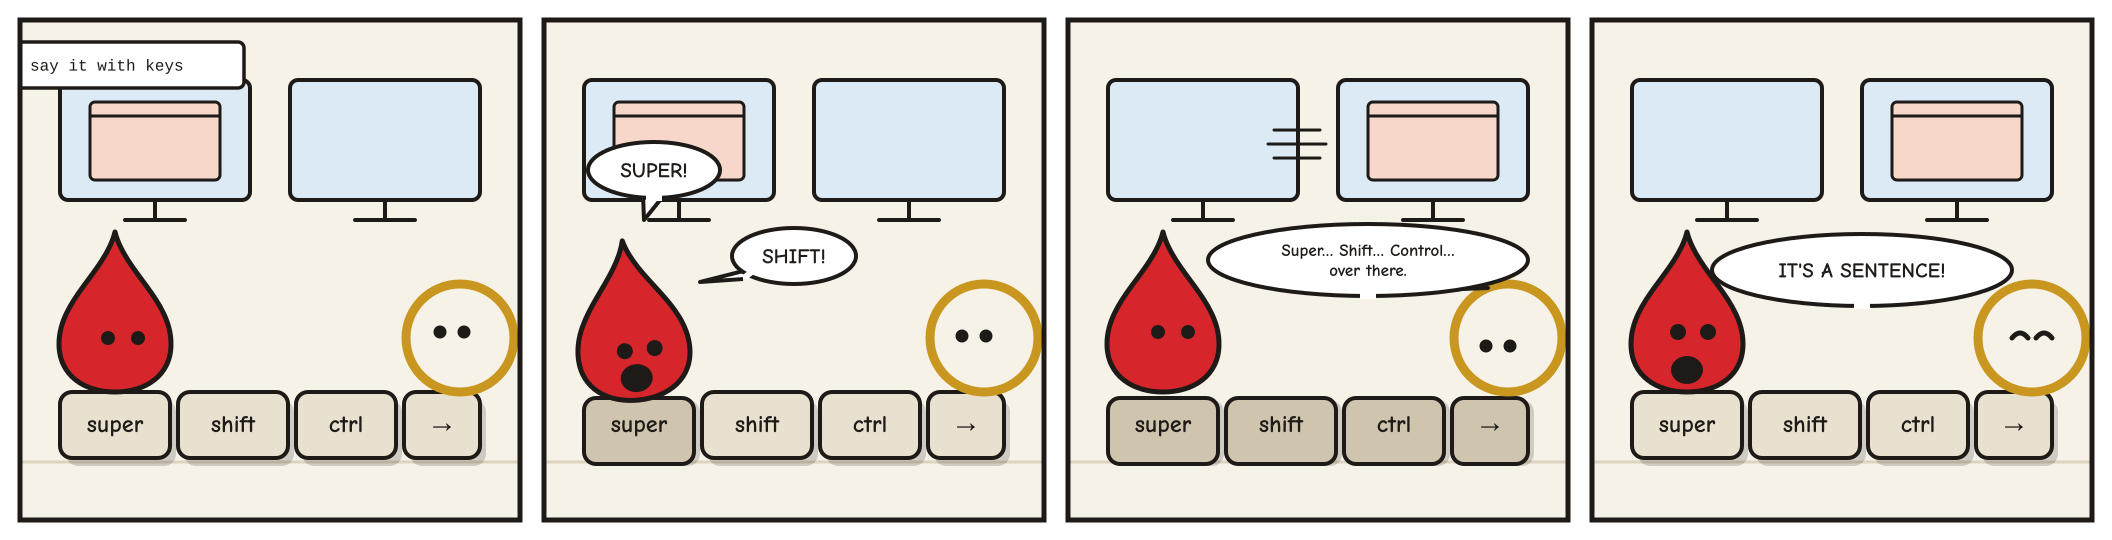 say it with keys
super
shift
ctrl
→
SUPER!
SHIFT!
super
shift
ctrl
→
Super... Shift... Control...
over there.
super
shift
ctrl
→
IT'S A SENTENCE!
super
shift
ctrl
→